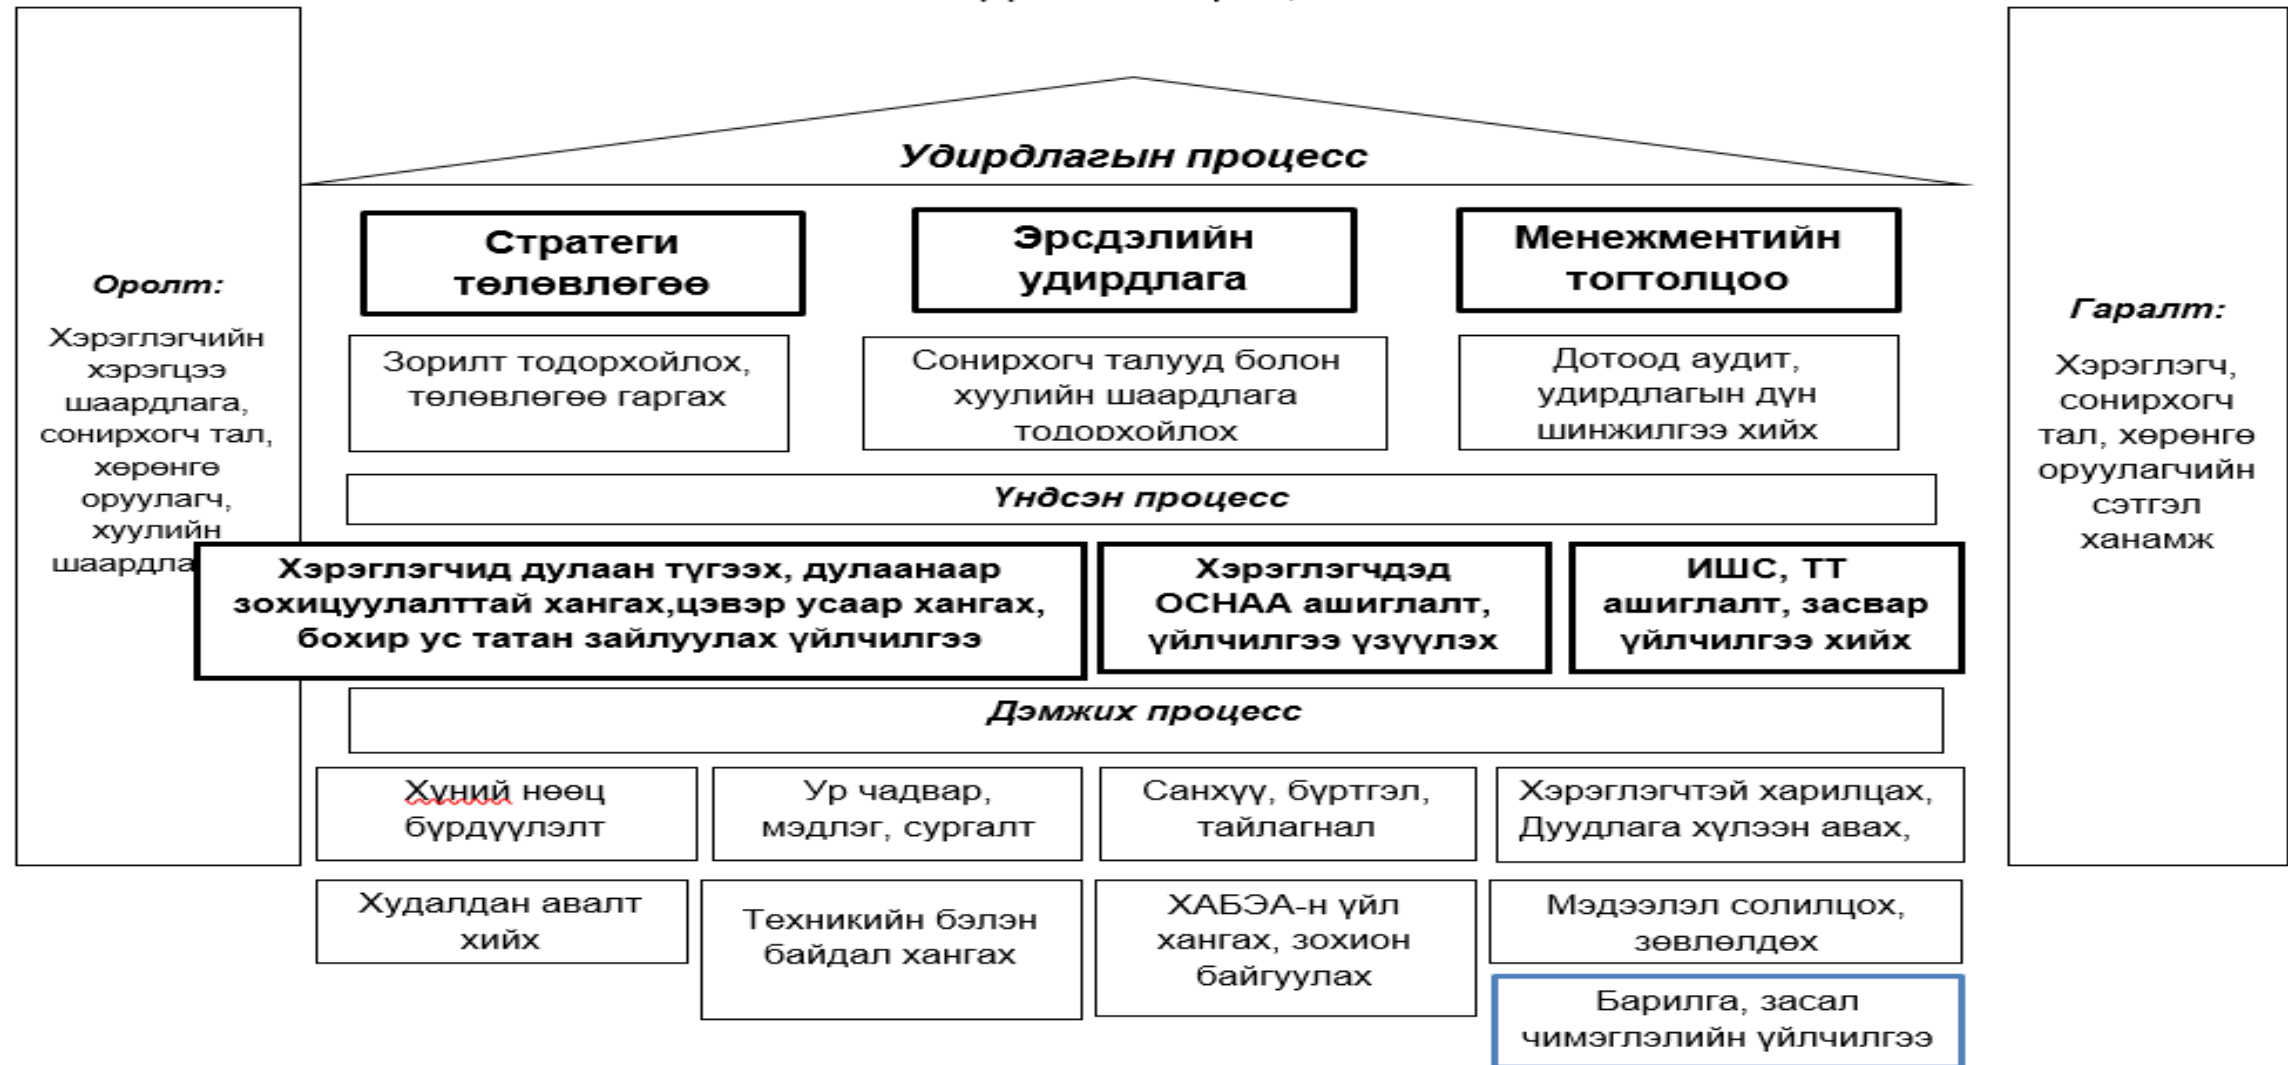 Удирдлагын процесс
Стратеги
төлөвлөгөө
Эрсдэлийн
удирдлага
Менежментийн
тогтолцоо
Оролт:
Хэрэглэгчийн
хэрэгцээ
шаардлага,
сонирхогч тал,
хөрөнгө
оруулагч,
хуулийн
шаардла
Зорилт тодорхойлох,
төлөвлөгөө гаргах
Сонирхогч талууд болон
хуулийн шаардлага
тодорхойлох
Дотоод аудит,
удирдлагын дүн
шинжилгээ хийх
Гаралт:
Хэрэглэгч,
сонирхогч
тал, хөрөнгө
оруулагчийн
сэтгэл
ханамж
Үндсэн процесс
Хэрэглэгчид дулаан түгээх, дулаанаар
зохицуулалттай хангах,цэвэр усаар хангах,
бохир ус татан зайлуулах үйлчилгээ
Хэрэглэгчдэд
ОСНАА ашиглалт,
үйлчилгээ үзүүлэх
ИШС, ТТ
ашиглалт, засвар
үйлчилгээ хийх
Дэмжих процесс
Хүний нөөц
бүрдүүлэлт
Ур чадвар,
мэдлэг, сургалт
Санхүү, бүртгэл,
тайлагнал
Хэрэглэгчтэй харилцах,
Дуудлага хүлээн авах,
Худалдан авалт
хийх
Техникийн бэлэн
байдал хангах
ХАБЭА-н үйл
хангах, зохион
байгуулах
Мэдээлэл солилцох,
зөвлөлдөх
Барилга, засал
чимэглэлийн үйлчилгээ